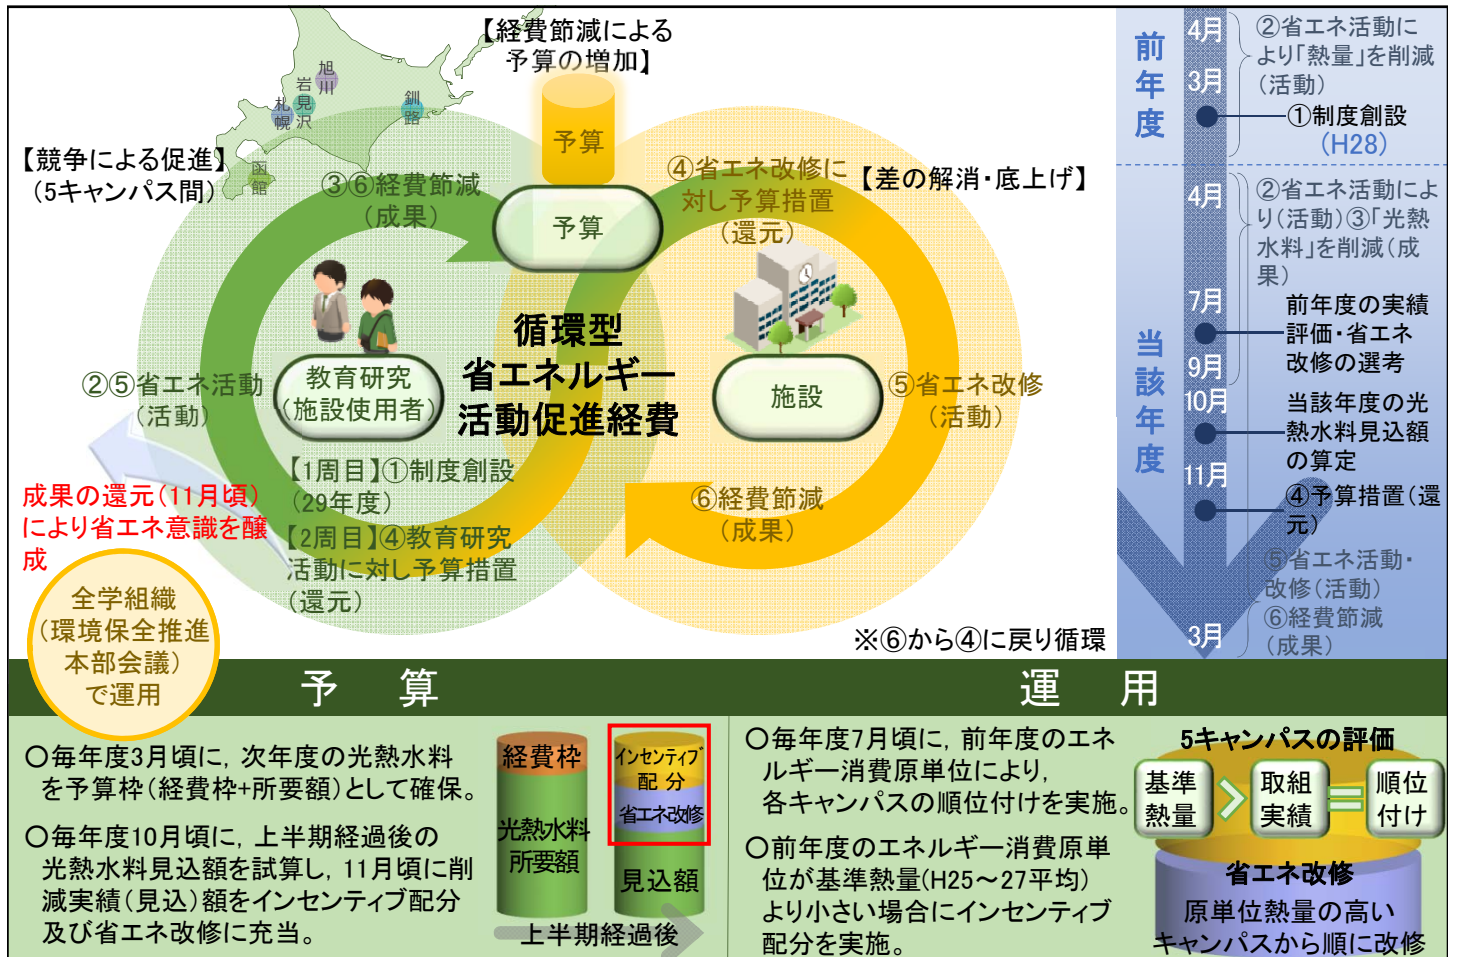 【経費節減による
予算の増加】
旭川
岩見沢
札幌
釧路
函館
予算
予算
【競争による促進】
(5キャンパス間)
③⑥経費節減
(成果)
④省エネ改修に
対し予算措置
(還元)
【差の解消・底上げ】
循環型
省エネルギー
活動促進経費
②⑤省エネ活動
(活動)
教育研究
(施設使用者)
施設
⑤省エネ改修
(活動)
【1周目】①制度創設
(29年度)
【2周目】④教育研究
活動に対し予算措置
(還元)
⑥経費節減
(成果)
成果の還元(11月頃)
により省エネ意識を醸
成
全学組織
(環境保全推進
本部会議)
で運用
※⑥から④に戻り循環
前年度
4月
3月
②省エネ活動に
より「熱量」を削減
(活動)
①制度創設
(H28)
当該年度
4月
②省エネ活動によ
り(活動)③「光熱
水料」を削減(成
果)
7月
前年度の実績
評価・省エネ
改修の選考
9月
10月
当該年度の光
熱水料見込額
の算定
11月
④予算措置(還
元)
⑤省エネ活動・
改修(活動)
⑥経費節減
(成果)
3月
予 算
〇毎年度3月頃に,次年度の光熱水料
を予算枠(経費枠+所要額)として確保。
〇毎年度10月頃に,上半期経過後の
光熱水料見込額を試算し,11月頃に削
減実績(見込)額をインセンティブ配分
及び省エネ改修に充当。
経費枠
光熱水料
所要額
インセンティブ
配 分
省エネ改修
見込額
上半期経過後
運 用
〇毎年度7月頃に,前年度のエネ
ルギー消費原単位により,
各キャンパスの順位付けを実施。
〇前年度のエネルギー消費原単
位が基準熱量(H25～27平均)
より小さい場合にインセンティブ
配分を実施。
5キャンパスの評価
基準
熱量
取組
実績
順位
付け
省エネ改修
原単位熱量の高い
キャンパスから順に改修